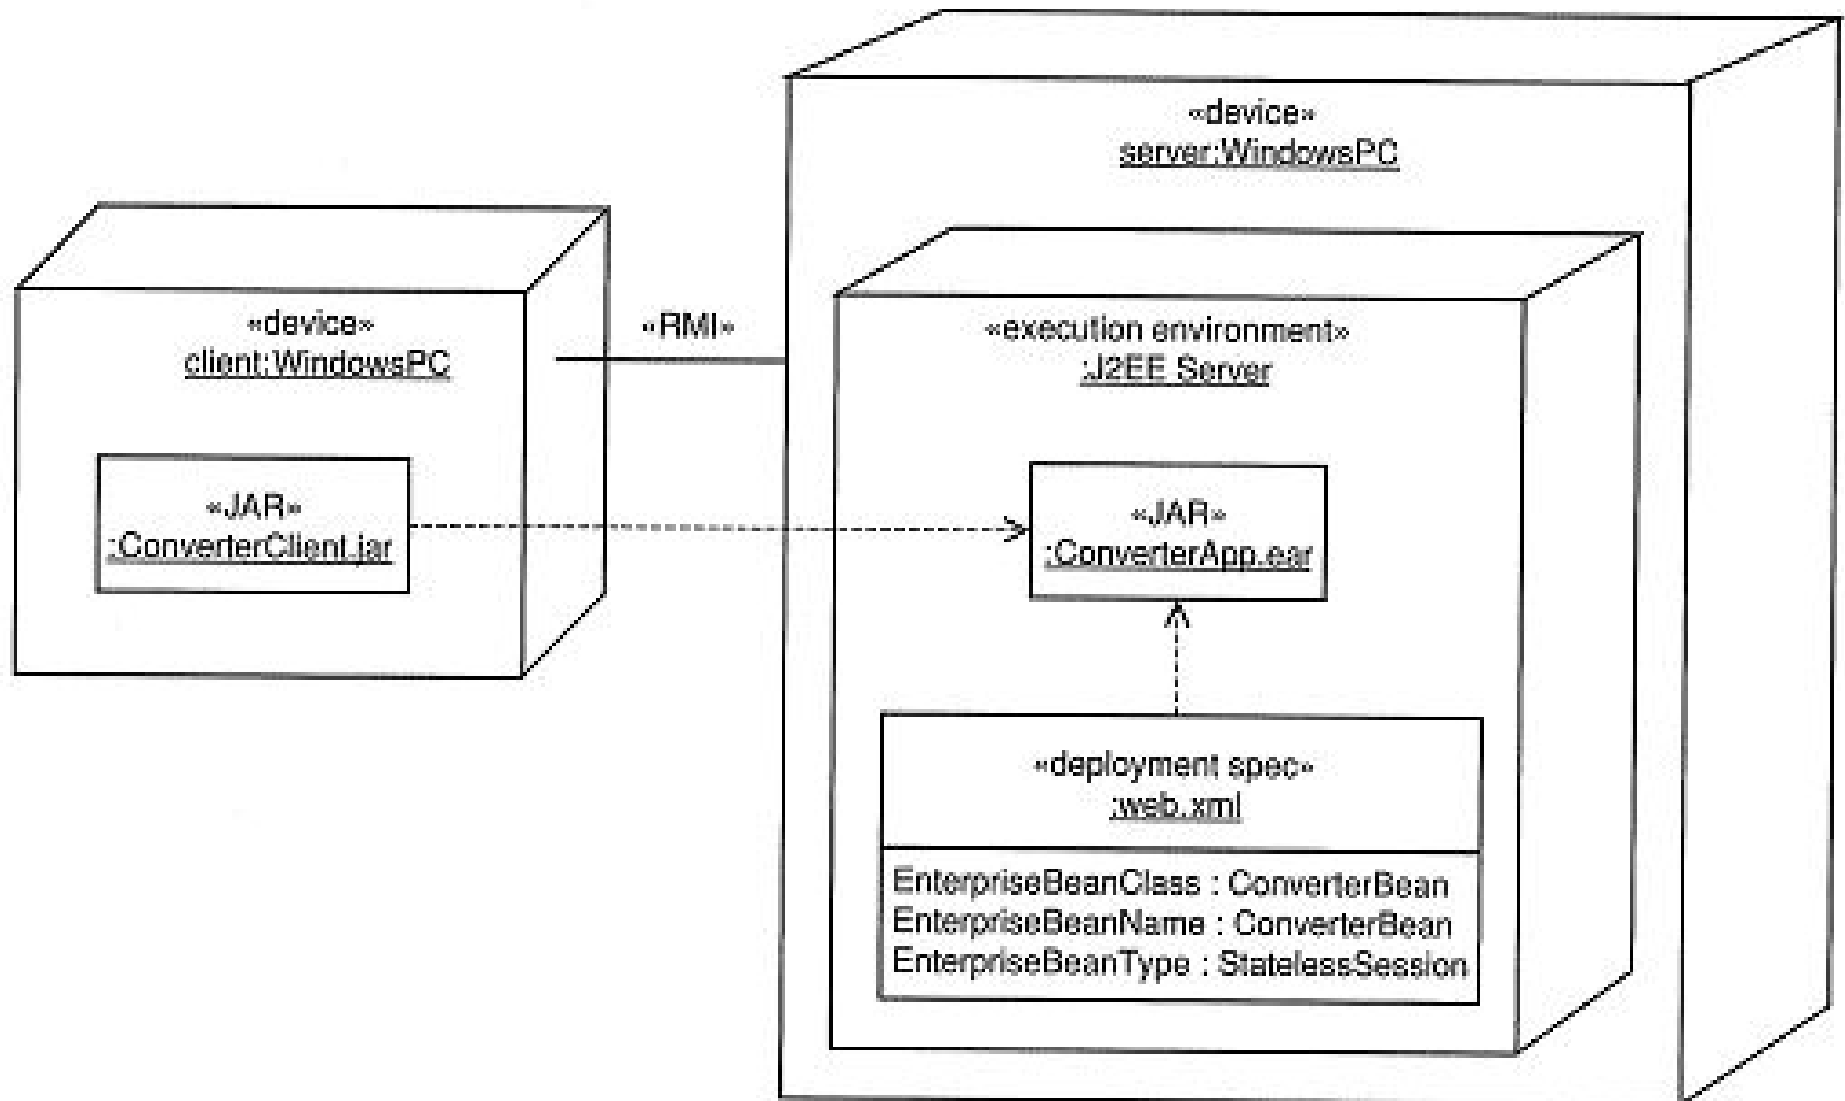 «device»
server:WindowsPC
«device»
client:WindowsPC
«RMI»
«execution environment»
:J2EE Server
«JAR»
:ConverterClient.jar
«JAR»
:ConverterApp.ear
«deployment spec»
:web.xml
EnterpriseBeanClass : ConverterBean
EnterpriseBeanName : ConverterBean
EnterpriseBeanType : StatelessSession